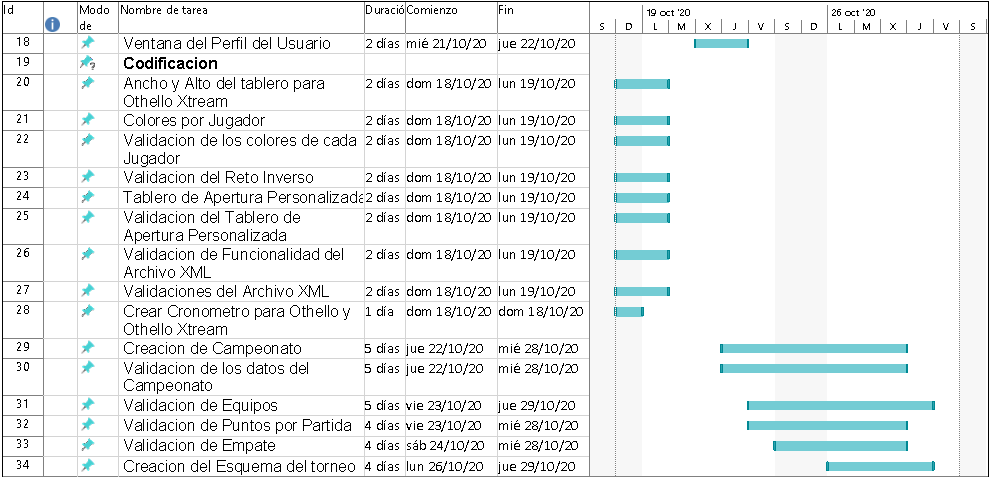 Id Modo de Nombre de tarea Duració Comienzo Fin 19 oct '20 26 oct '20
S D L M X J V S D L M X J V S
18 Ventana del Perfil del Usuario 2 días mié 21/10/20 jue 22/10/20
19 Codificacion
20 Ancho y Alto del tablero para 2 días dom 18/10/20 lun 19/10/20
Othello Xtream
21 Colores por Jugador 2 días dom 18/10/20 lun 19/10/20
22 Validacion de los colores de cada 2 días dom 18/10/20 lun 19/10/20
Jugador
23 Validacion del Reto Inverso 2 días dom 18/10/20 lun 19/10/20
24 Tablero de Apertura Personalizada 2 días dom 18/10/20 lun 19/10/20
25 Validacion del Tablero de 2 días dom 18/10/20 lun 19/10/20
Apertura Personalizada
26 Validacion de Funcionalidad del 2 días dom 18/10/20 lun 19/10/20
Archivo XML
27 Validaciones del Archivo XML 2 días dom 18/10/20 lun 19/10/20
28 Crear Cronometro para Othello y 1 día dom 18/10/20 dom 18/10/20
Othello Xtream
29 Creacion de Campeonato 5 días jue 22/10/20 mié 28/10/20
30 Validacion de los datos del 5 días jue 22/10/20 mié 28/10/20
Campeonato
31 Validacion de Equipos 5 días vie 23/10/20 jue 29/10/20
32 Validacion de Puntos por Partida 4 días vie 23/10/20 mié 28/10/20
33 Validacion de Empate 4 días sáb 24/10/20 mié 28/10/20
34 Creacion del Esquema del torneo 4 días lun 26/10/20 jue 29/10/20